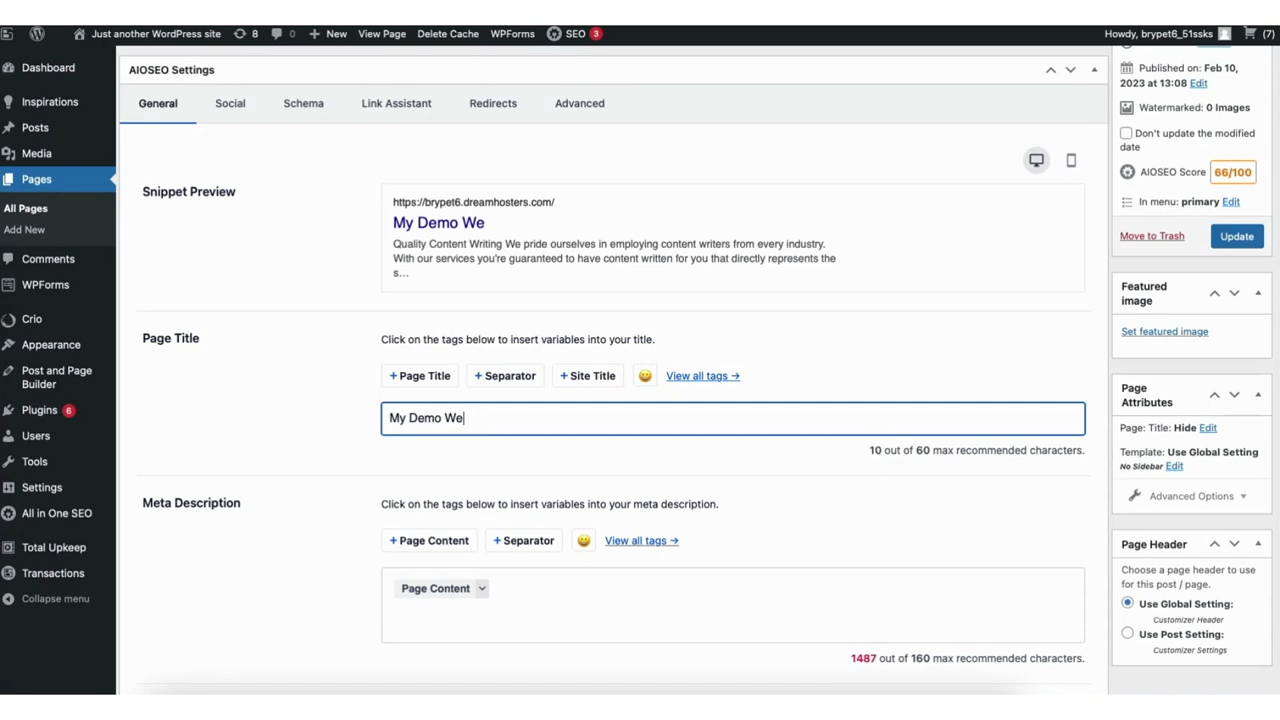 Just another WordPress site 8 0 New View Page Delete Cache WPForms SEO 3 Howdy, brypet6_51ssks (7)
Dashboard
Inspirations
Posts
Media
Pages
All Pages
Add New
Comments
WPForms
Crio
Appearance
Post and Page
Builder
Plugins 6
Users
Tools
Settings
All in One SEO
Total Upkeep
Transactions
Collapse menu
AIOSEO Settings
General Social Schema Link Assistant Redirects Advanced
Snippet Preview
https://brypet6.dreamhosters.com/
My Demo We
Quality Content Writing We pride ourselves in employing content writers from every industry.
With our services you're guaranteed to have content written for you that directly represents the
s...
Page Title
Click on the tags below to insert variables into your title.
+ Page Title + Separator + Site Title View all tags →
My Demo We
10 out of 60 max recommended characters.
Meta Description
Click on the tags below to insert variables into your meta description.
+ Page Content + Separator View all tags →
Page Content
1487 out of 160 max recommended characters.
Published on: Feb 10,
2023 at 13:08 Edit
Watermarked: 0 Images
Don't update the modified
date
AIOSEO Score 66/100
In menu: primary Edit
Move to Trash Update
Featured
image
Set featured image
Page
Attributes
Page: Title: Hide Edit
Template: Use Global Setting
No Sidebar Edit
Advanced Options
Page Header
Choose a page header to use
for this post / page.
Use Global Setting:
Customizer Header
Use Post Setting:
Customizer Settings